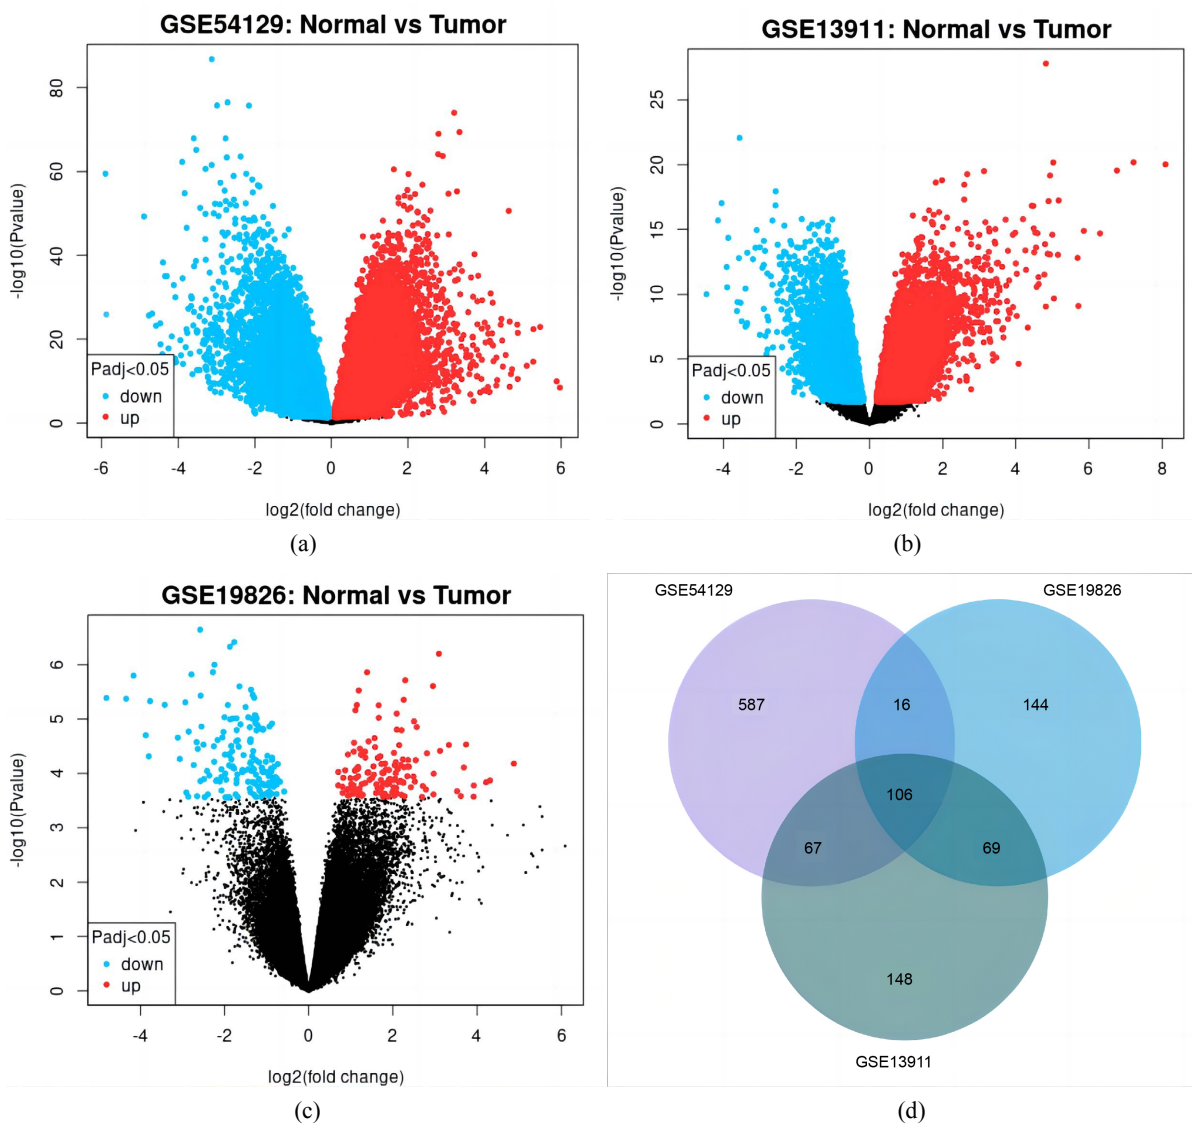 GSE54129: Normal vs Tumor
-log10(Pvalue)
80
60
40
20
0
Padj<0.05
down
up
-6 -4 -2 0 2 4 6
log2(fold change)
(a)
GSE13911: Normal vs Tumor
-log10(Pvalue)
25
20
15
10
5
0
Padj<0.05
down
up
-4 -2 0 2 4 6 8
log2(fold change)
(b)
GSE19826: Normal vs Tumor
-log10(Pvalue)
6
5
4
3
2
1
0
Padj<0.05
down
up
-4 -2 0 2 4 6
log2(fold change)
(c)
GSE54129 GSE19826
587 16 144
106
67 69
148
GSE13911
(d)